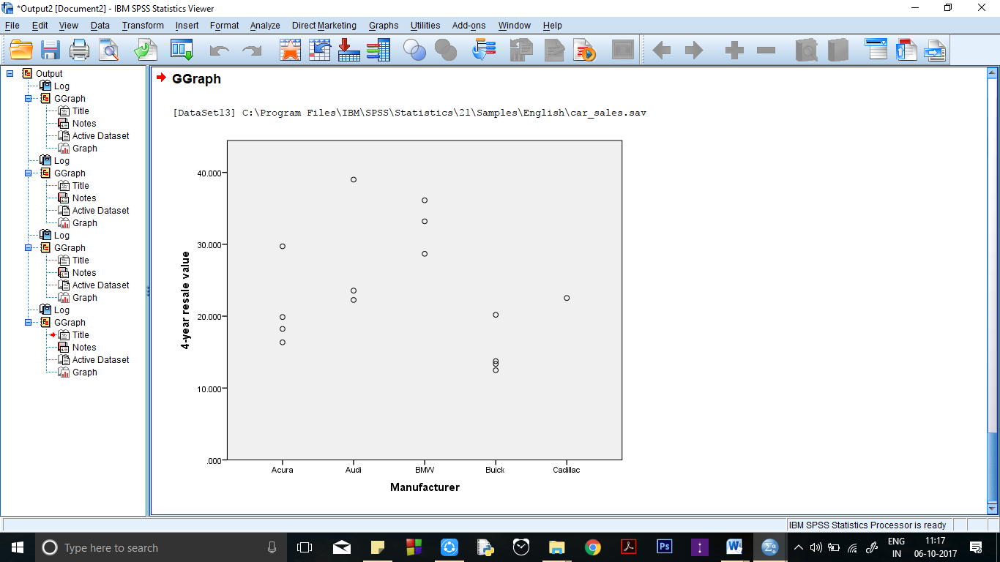 *Output2 [Document2] - IBM SPSS Statistics Viewer
File Edit View Data Transform Insert Format Analyze Direct Marketing Graphs Utilities Add-ons Window Help
Output
Log
GGraph
Title
Notes
Active Dataset
Graph
Log
GGraph
Title
Notes
Active Dataset
Graph
Log
GGraph
Title
Notes
Active Dataset
Graph
Log
GGraph
Title
Notes
Active Dataset
Graph
GGraph
[DataSet13] C:\Program Files\IBM\SPSS\Statistics\21\Samples\English\car_sales.sav
4-year resale value
40.000
30.000
20.000
10.000
.000
Acura Audi BMW Buick Cadillac
Manufacturer
IBM SPSS Statistics Processor is ready
Type here to search
Ps
W
ENG
IN
11:17
06-10-2017